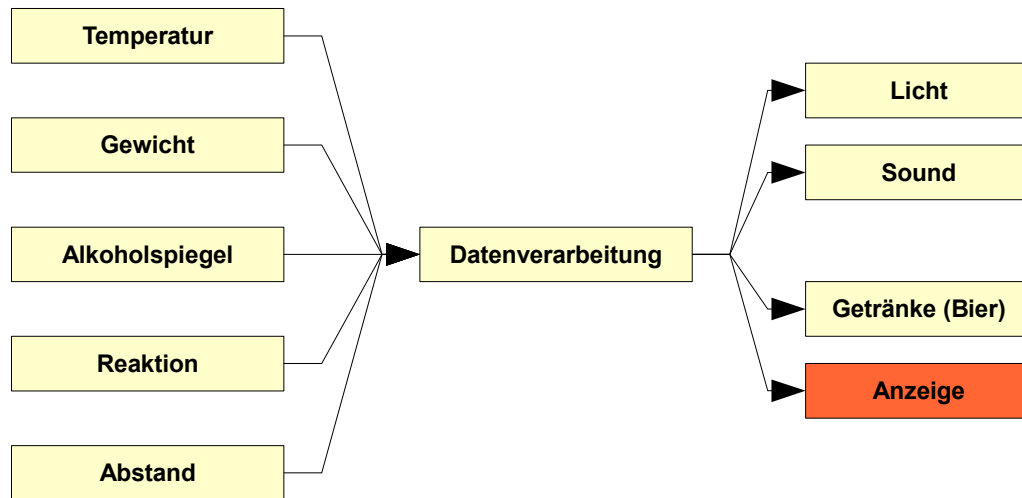 Temperatur
Gewicht
Alkoholspiegel
Reaktion
Abstand
Datenverarbeitung
Licht
Sound
Getränke (Bier)
Anzeige